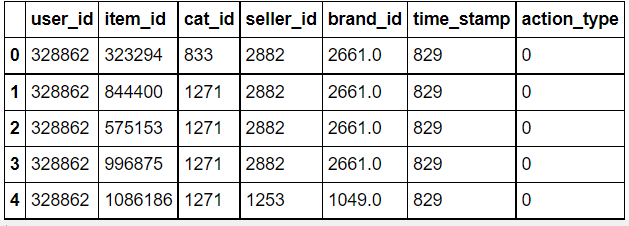 user_id item_id cat_id seller_id brand_id time_stamp action_type
0 328862 323294 833 2882 2661.0 829 0
1 328862 844400 1271 2882 2661.0 829 0
2 328862 575153 1271 2882 2661.0 829 0
3 328862 996875 1271 2882 2661.0 829 0
4 328862 1086186 1271 1253 1049.0 829 0